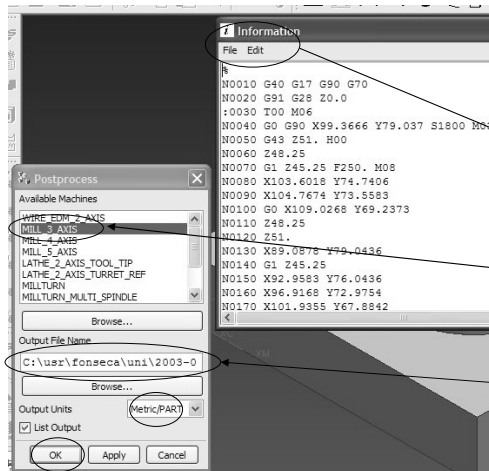 Information
File Edit
%
N0010 G40 G17 G90 G70
N0020 G91 G28 Z0.0
:0030 T00 M06
N0040 G0 G90 X99.3666 Y79.037 S1800 M03
N0050 G43 Z51. H00
N0060 Z48.25
N0070 G1 Z45.25 F250. M08
N0080 X103.6018 Y74.7406
N0090 X104.7674 Y73.5583
N0100 G0 X109.0268 Y69.2373
N0110 Z48.25
N0120 Z51.
N0130 X89.0878 Y79.0436
N0140 G1 Z45.25
N0150 X92.9583 Y76.0436
N0160 X96.9168 Y72.9754
N0170 X101.9355 Y67.8842
Postprocess
Available Machines
WIRE_EDM_2_AXIS
MILL_3_AXIS
MILL_4_AXIS
MILL_5_AXIS
LATHE_2_AXIS_TOOL_TIP
LATHE_2_AXIS_TURRET_REF
MILLTURN
MILLTURN_MULTI_SPINDLE
Browse...
Output File Name
C:\usr\fonseca\uni\2003-0
Browse...
Output Units Metric/PART
List Output
OK Apply Cancel
XM